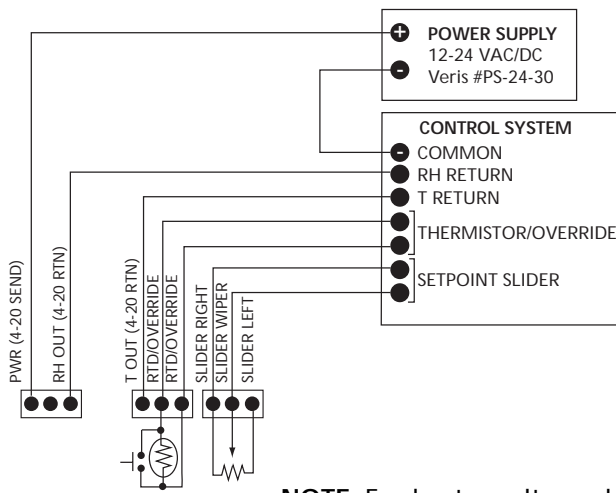 + POWER SUPPLY
12-24 VAC/DC
- Veris #PS-24-30
CONTROL SYSTEM
- COMMON
RH RETURN
T RETURN
THERMISTOR/OVERRIDE
SETPOINT SLIDER
PWR (4-20 SEND)
RH OUT (4-20 RTN)
T OUT (4-20 RTN)
RTD/OVERRIDE
RTD/OVERRIDE
SLIDER RIGHT
SLIDER WIPER
SLIDER LEFT